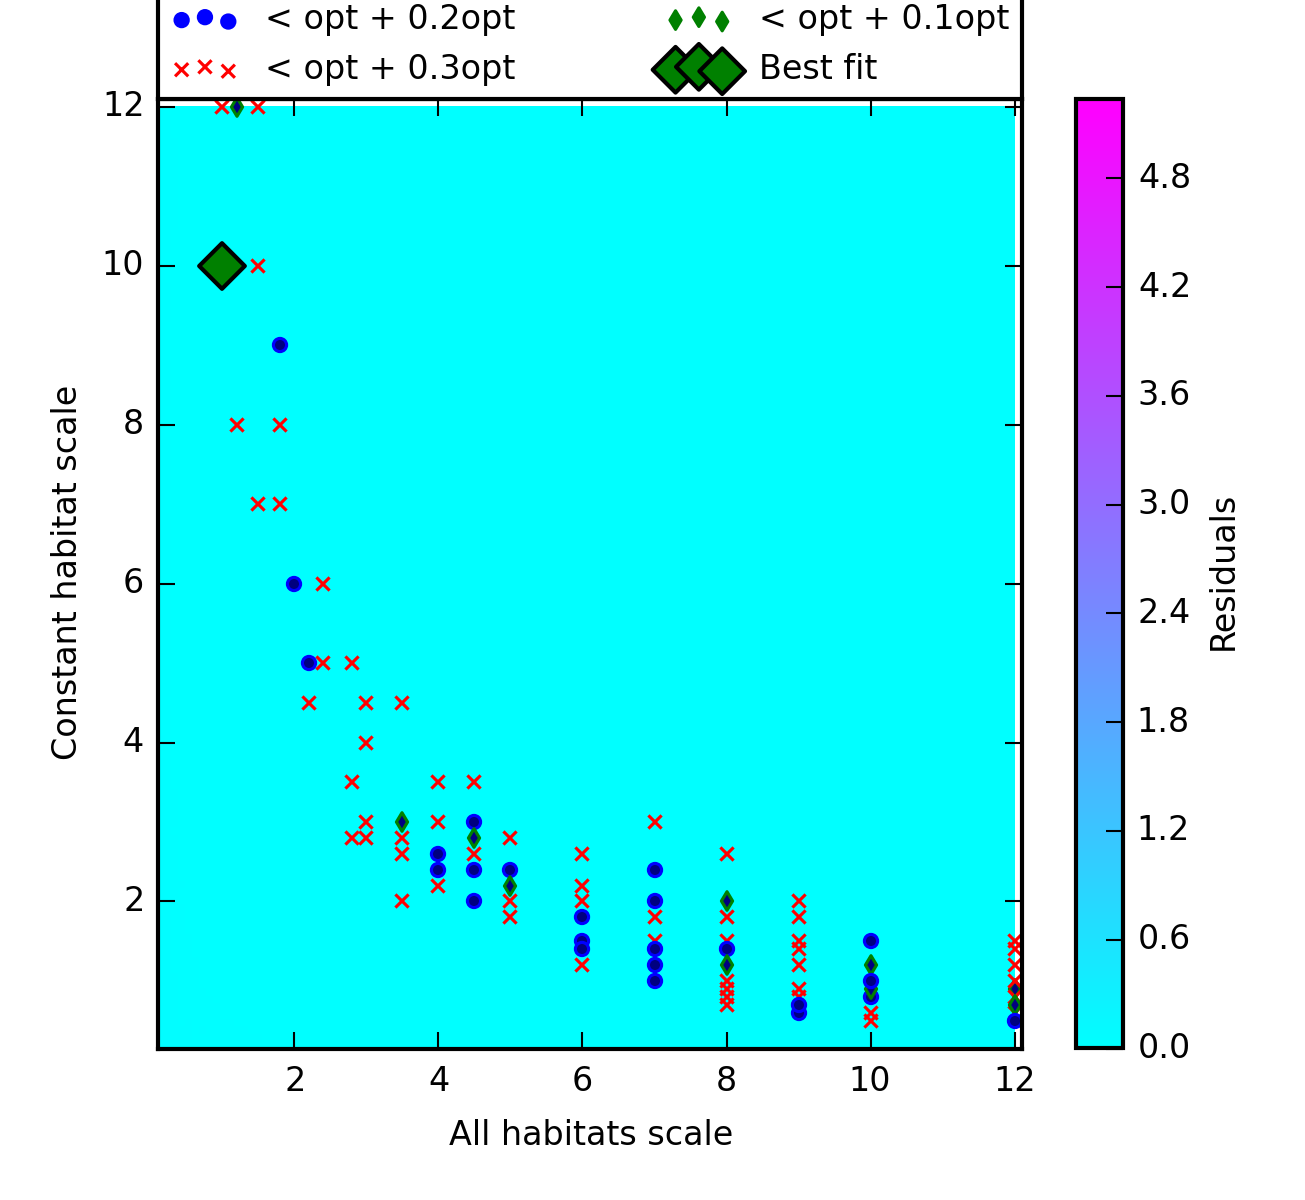 < opt + 0.2opt
< opt + 0.1opt
< opt + 0.3opt
Best fit
12
10
8
6
4
2
Constant habitat scale
2 4 6 8 10 12
All habitats scale
4.8
4.2
3.6
3.0
2.4
1.8
1.2
0.6
0.0
Residuals